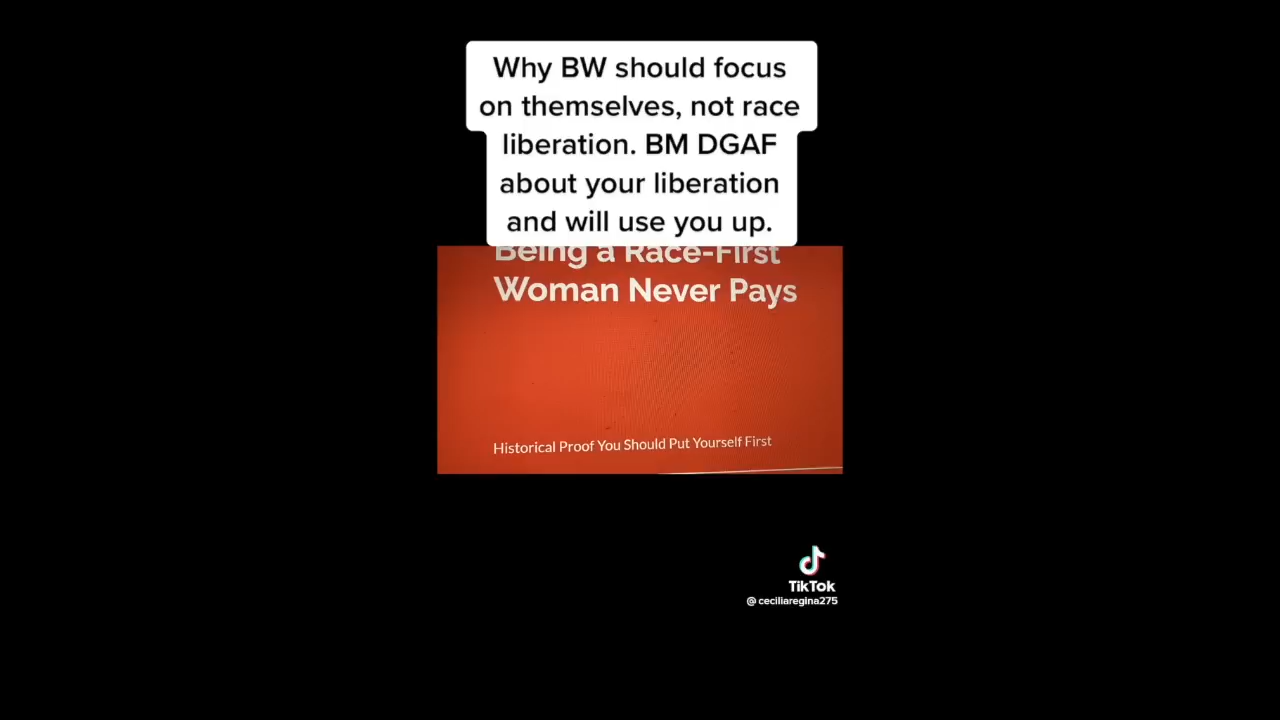 Why BW should focus
on themselves, not race
liberation. BM DGAF
about your liberation
and will use you up.
Being a Race-First
Woman Never Pays
Historical Proof You Should Put Yourself First
TikTok
@ceciliaregina275